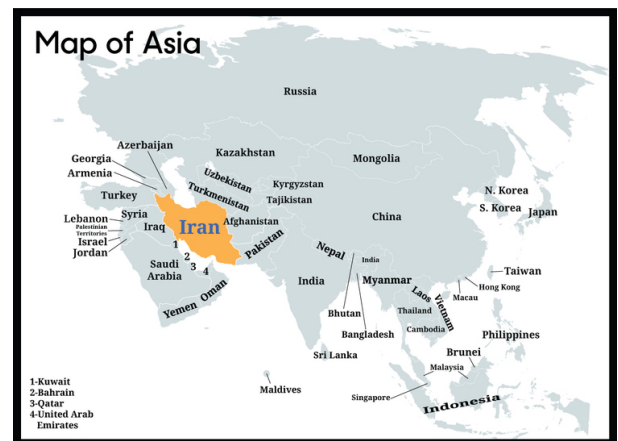 Map of Asia
Russia
Azerbaijan
Georgia
Armenia
Kazakhstan
Mongolia
Uzbekistan
Kyrgyzstan
Turkmenistan
Tajikistan
Turkey
N. Korea
S. Korea
Japan
China
Lebanon
Syria
Palestinian
Territories
Israel
Jordan
Iraq
Iran
Afghanistan
Pakistan
1
2
3
4
Saudi
Arabia
Yemen
Oman
Nepal
India
India
Myanmar
Bhutan
Bangladesh
Laos
Vietnam
Thailand
Cambodia
Taiwan
Hong Kong
Macau
Philippines
Sri Lanka
Maldives
Brunei
Malaysia
Singapore
Indonesia
1-Kuwait
2-Bahrain
3-Qatar
4-United Arab
Emirates